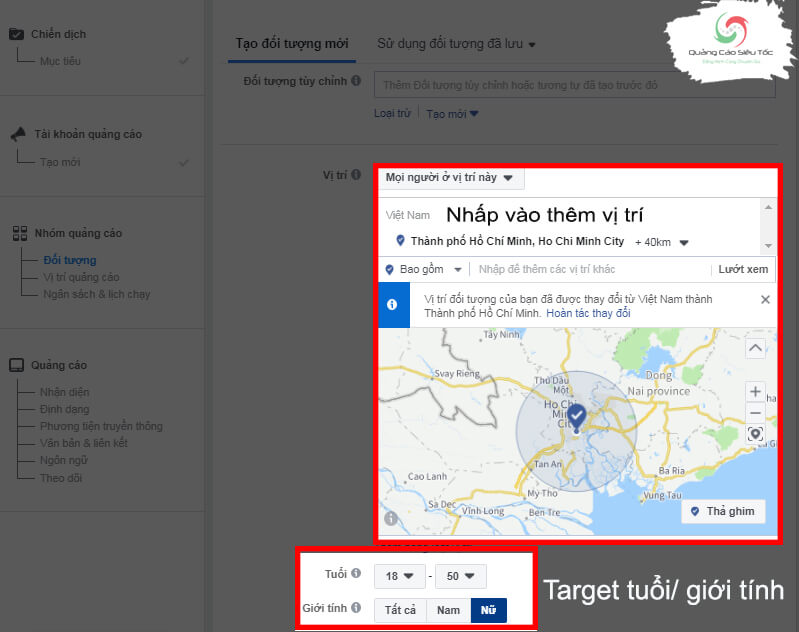 Chiến dịch
Mục tiêu
Tài khoản quảng cáo
Tạo mới
Nhóm quảng cáo
Đối tượng
Vị trí quảng cáo
Ngân sách & lịch chạy
Quảng cáo
Nhận diện
Định dạng
Phương tiện truyền thông
Văn bản & liên kết
Ngôn ngữ
Theo dõi
Tạo đối tượng mới
Sử dụng đối tượng đã lưu
Quảng Cáo Siêu Tốc
Đối tượng tùy chỉnh
Thêm Đối tượng tùy chỉnh hoặc tương tự đã tạo trước đó
Loại trừ | Tạo mới
Vị trí
Mọi người ở vị trí này
Việt Nam
Nhấp vào thêm vị trí
Thành phố Hồ Chí Minh, Ho Chi Minh City + 40km
Bao gồm
Nhấp để thêm các vị trí khác
Lướt xem
Vị trí đối tượng của bạn đã được thay đổi từ Việt Nam thành
Thành phố Hồ Chí Minh. Hoàn tác thay đổi
Tây Ninh
Svay Rieng
Thu Dau
Một
Dong
Nai province
Ho Chi
Minh
City
Tan An
Cao Lanh
My Tho
Ba Ria
Sa Dec
Vĩnh Long
Ben Tre
Vung Tau
Thả ghim
Tuổi
18 - 50
Giới tính
Tất cả
Nam
Nữ
Target tuổi/ giới tính